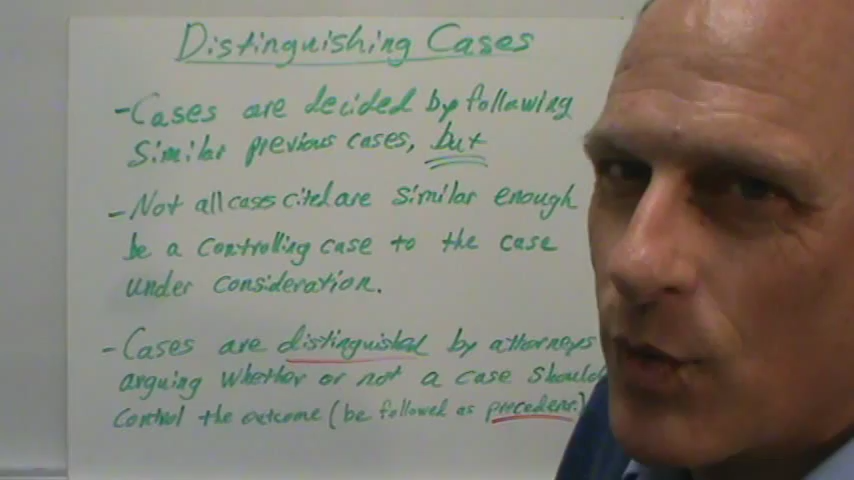 Distinguishing Cases
- Cases are decided by following
similar previous cases, but
- Not all cases cited are similar enough
be a controlling case to the case
under consideration.
- Cases are distinguished by attorneys
arguing whether or not a case should
control the outcome (be followed as precedent.)